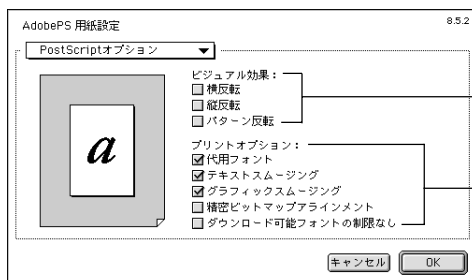 AdobePS 用紙設定
8.5.2
PostScriptオプション
ビジュアル効果：
横反転
縦反転
パターン反転
a
プリントオプション：
代用フォント
テキストスムージング
グラフィックスムージング
精密ビットマップアラインメント
ダウンロード可能フォントの制限なし
キャンセル
OK